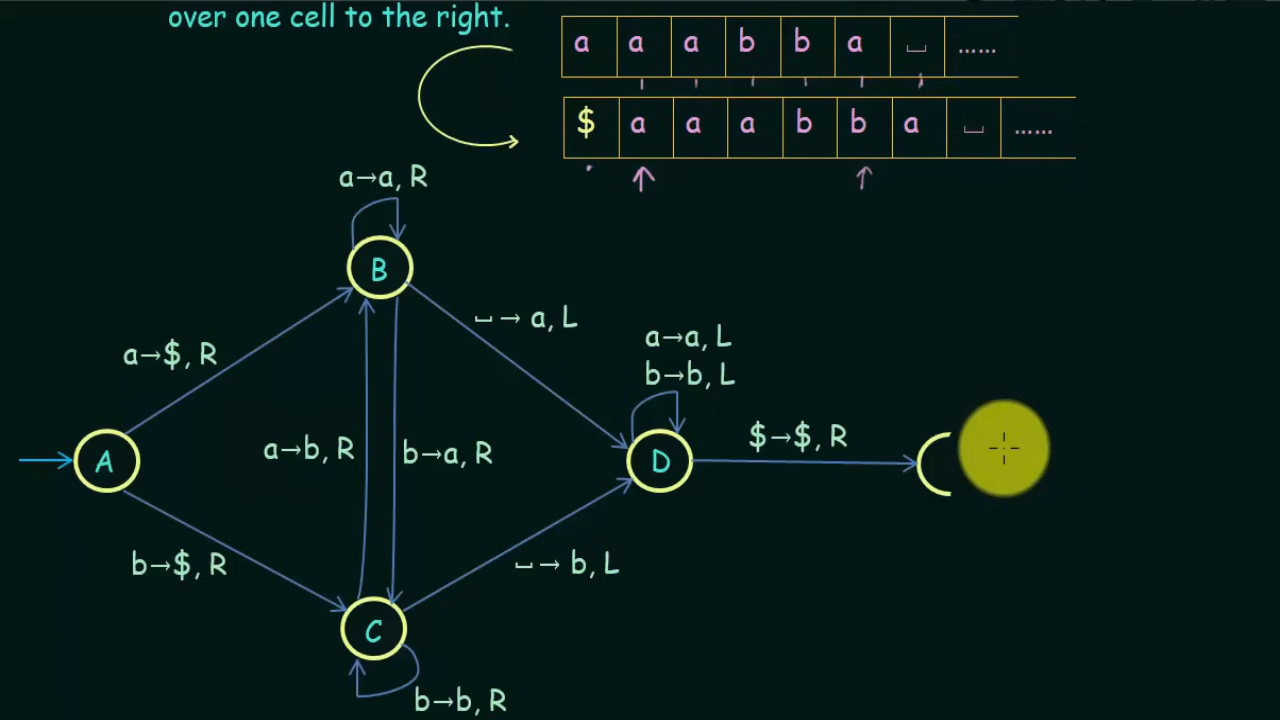 over one cell to the right.
a a a b b a ⎵ ......
$ a a a b b a ⎵ ......
a→a, R
B
⎵→ a, L
a→a, L
b→b, L
a→$, R
$→$, R
a→b, R
b→a, R
A
D
b→$, R
⎵→ b, L
C
b→b, R